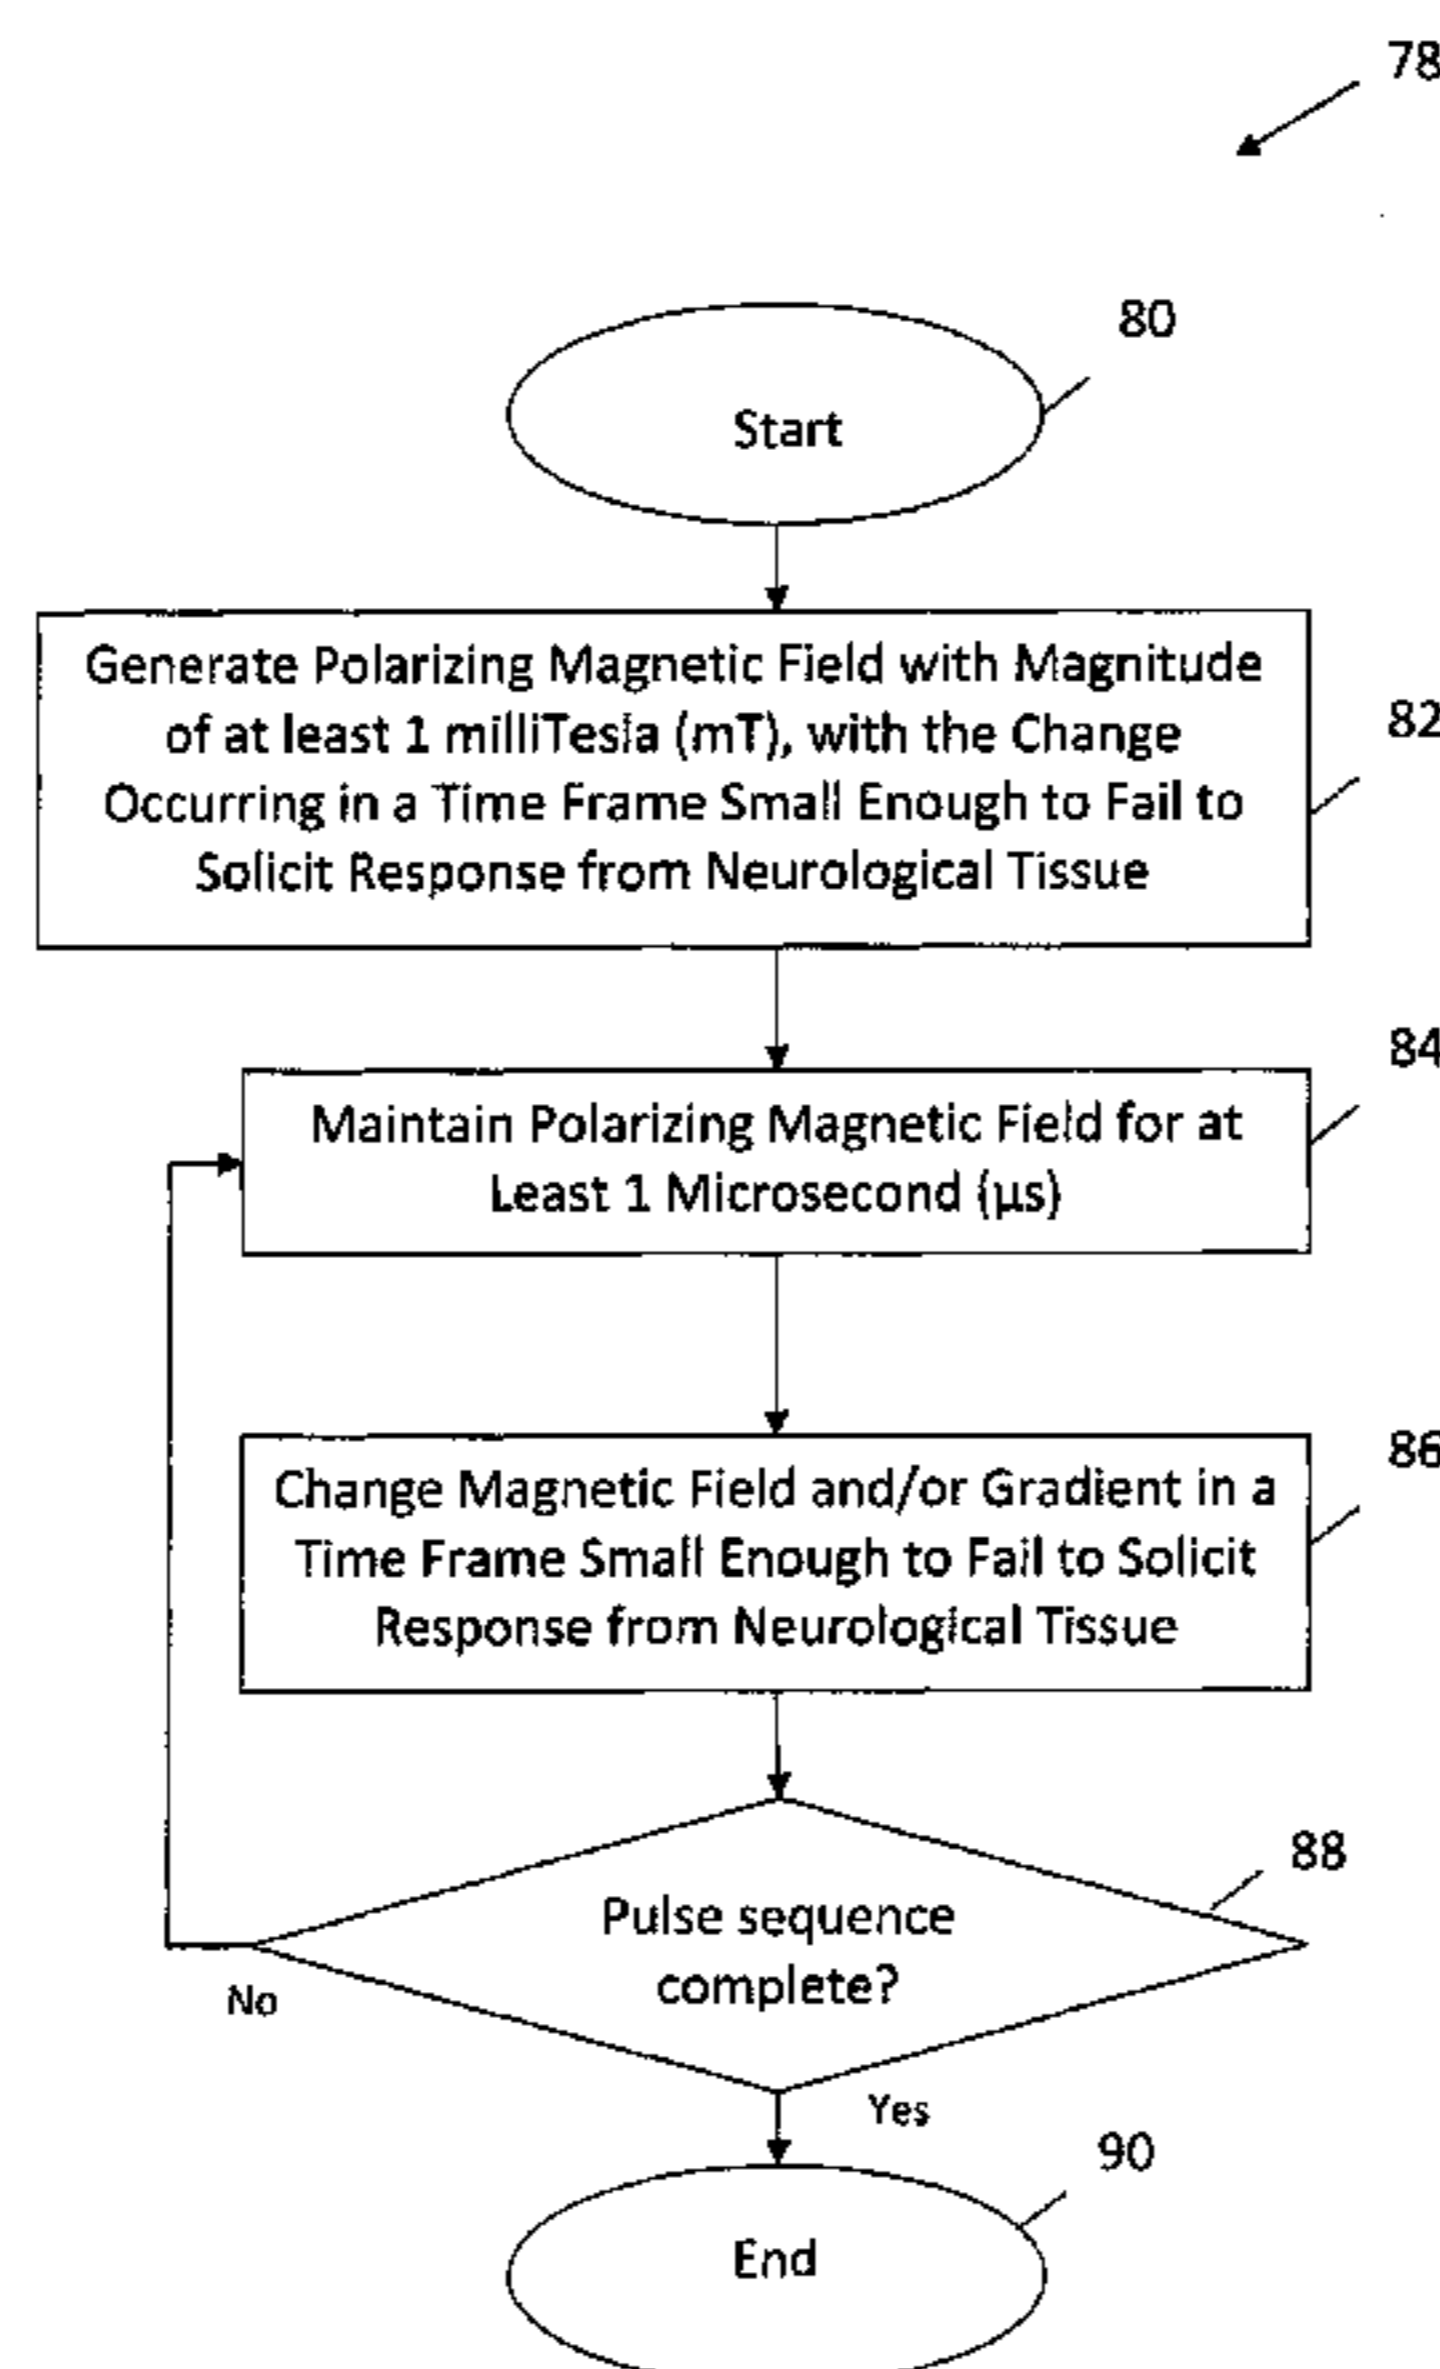 78
80
Start
Generate Polarizing Magnetic Field with Magnitude
of at least 1 milliTesla (mT), with the Change
Occurring in a Time Frame Small Enough to Fail to
Solicit Response from Neurological Tissue
82
84
Maintain Polarizing Magnetic Field for at
Least 1 Microsecond (µs)
86
Change Magnetic Field and/or Gradient in a
Time Frame Small Enough to Fail to Solicit
Response from Neurological Tissue
88
Pulse sequence
complete?
No
Yes
90
End